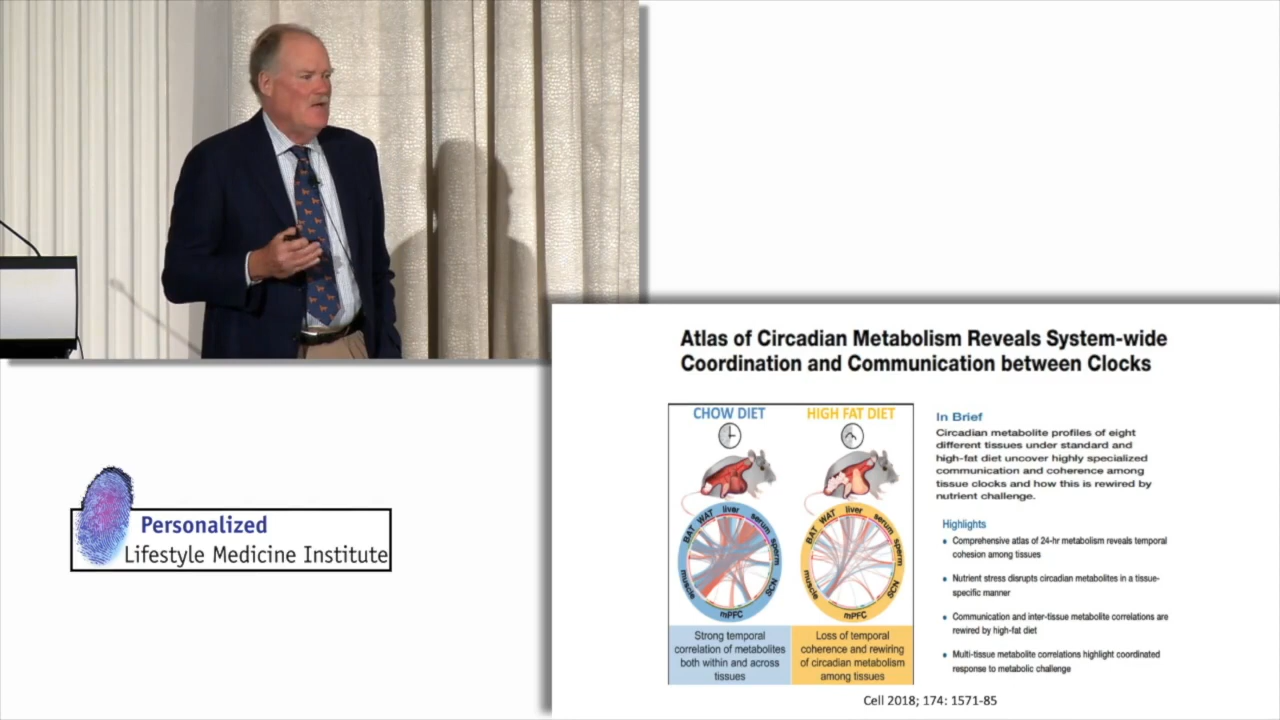 Personalized
Lifestyle Medicine Institute
Atlas of Circadian Metabolism Reveals System-wide
Coordination and Communication between Clocks
CHOW DIET
HIGH FAT DIET
BAT WAT liver serum sperm SCN mPFC muscle
BAT WAT liver serum sperm SCN mPFC muscle
Strong temporal
correlation of metabolites
both within and across
tissues
Loss of temporal
coherence and rewiring
of circadian metabolism
among tissues
In Brief
Circadian metabolite profiles of eight
different tissues under standard and
high-fat diet uncover highly specialized
communication and coherence among
tissue clocks and how this is rewired by
nutrient challenge.
Highlights
• Comprehensive atlas of 24-hr metabolism reveals temporal
cohesion among tissues
• Nutrient stress disrupts circadian metabolites in a tissue-
specific manner
• Communication and inter-tissue metabolite correlations are
rewired by high-fat diet
• Multi-tissue metabolite correlations highlight coordinated
response to metabolic challenge
Cell 2018; 174: 1571-85